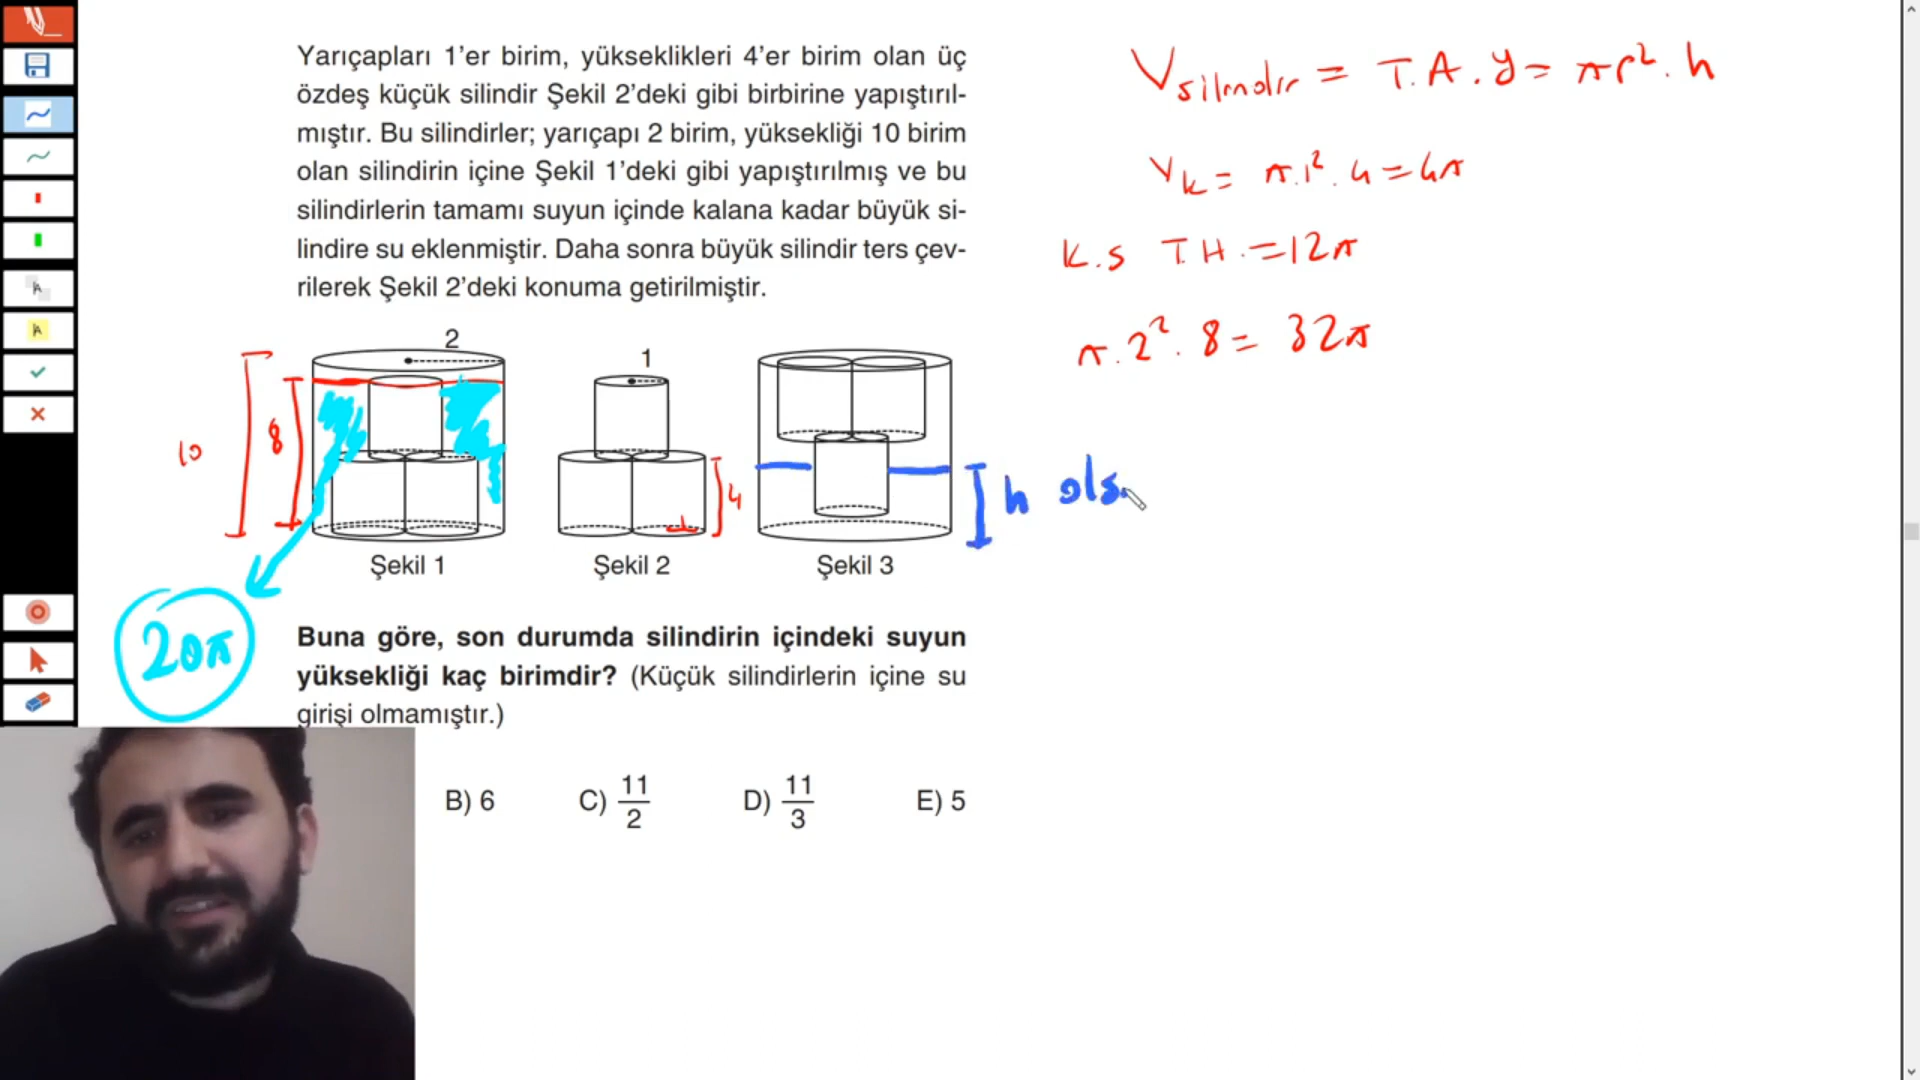 Yarıçapları 1’er birim, yükseklikleri 4’er birim olan üç
özdeş küçük silindir Şekil 2’deki gibi birbirine yapıştırıl-
mıştır. Bu silindirler; yarıçapı 2 birim, yüksekliği 10 birim
olan silindirin içine Şekil 1’deki gibi yapıştırılmış ve bu
silindirlerin tamamı suyun içinde kalana kadar büyük si-
lindire su eklenmiştir. Daha sonra büyük silindir ters çev-
rilerek Şekil 2’deki konuma getirilmiştir.
V silindir = T.A.y = πr².h
Vk = π.1².4 = 4π
K.S T.H. = 12π
π.2².8 = 32π
2
1
10
8
4
h ols.
Şekil 1
Şekil 2
Şekil 3
20π
Buna göre, son durumda silindirin içindeki suyun
yüksekliği kaç birimdir? (Küçük silindirlerin içine su
girişi olmamıştır.)
B) 6
C) 11/2
D) 11/3
E) 5